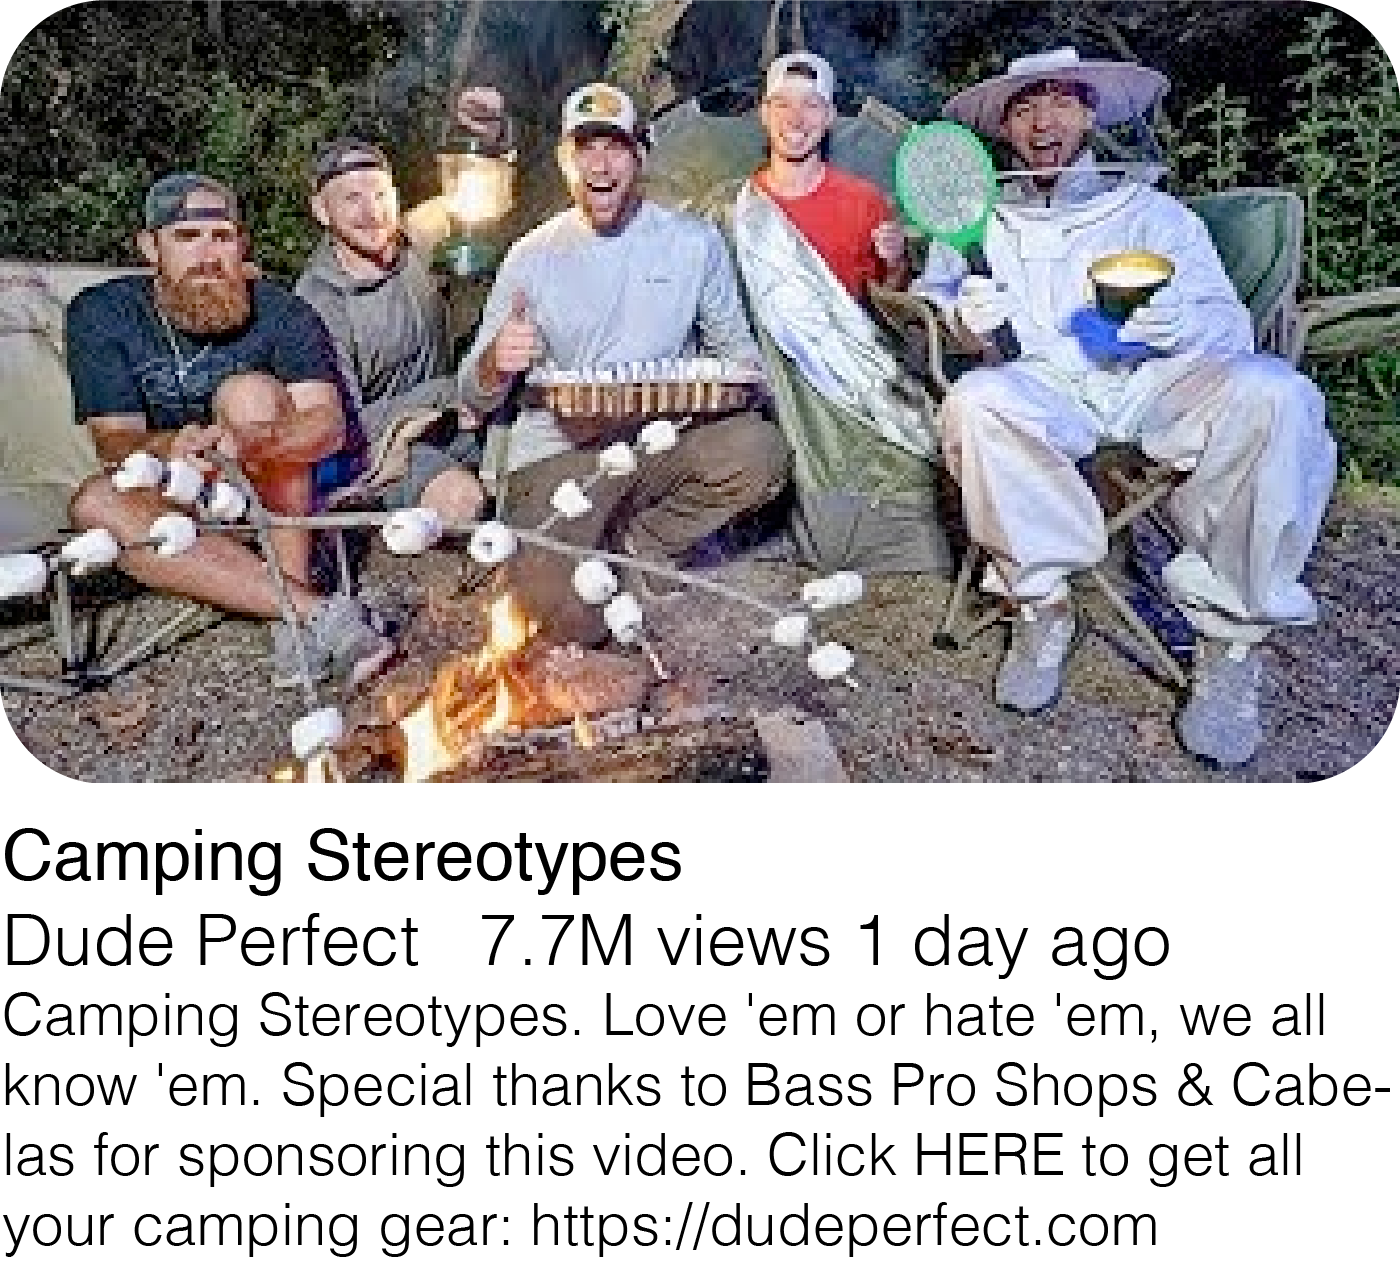 Camping Stereotypes
Dude Perfect 7.7M views 1 day ago
Camping Stereotypes. Love 'em or hate 'em, we all
know 'em. Special thanks to Bass Pro Shops & Cabe-
las for sponsoring this video. Click HERE to get all
your camping gear: https://dudeperfect.com